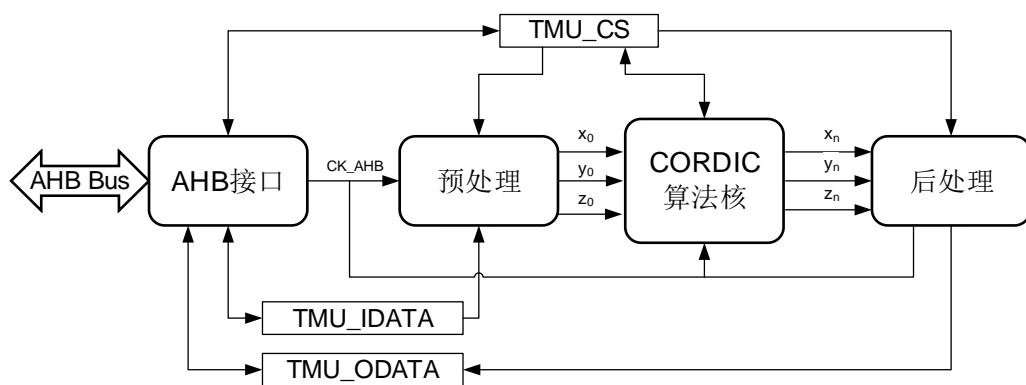 TMU_CS
AHB Bus
AHB接口
CK_AHB
预处理
x₀
y₀
z₀
CORDIC
算法核
xₙ
yₙ
zₙ
后处理
TMU_IDATA
TMU_ODATA